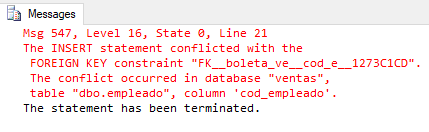 Messages
Msg 547, Level 16, State 0, Line 21
The INSERT statement conflicted with the
FOREIGN KEY constraint "FK__boleta_ve__cod_e__1273C1CD".
The conflict occurred in database "ventas",
table "dbo.empleado", column 'cod_empleado'.
The statement has been terminated.